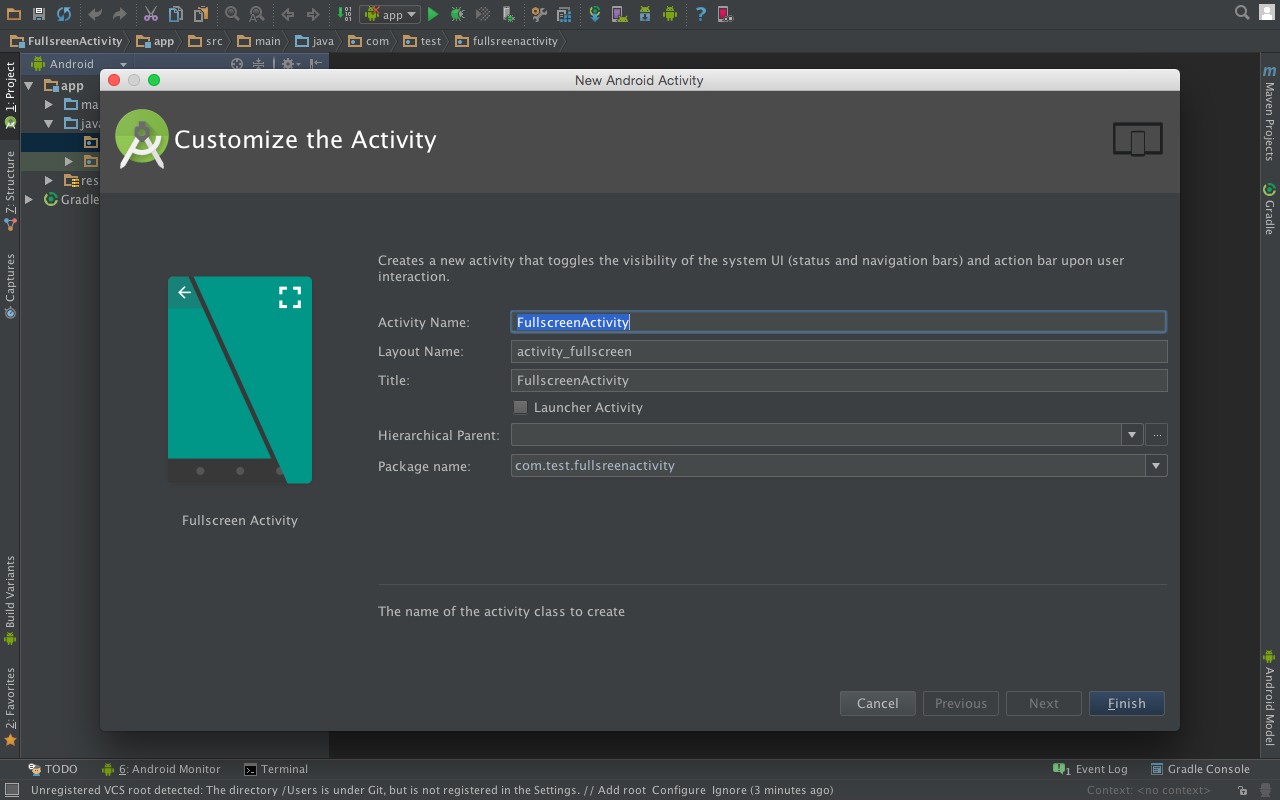 app
FullsreenActivity
app
src
main
java
com
test
fullsreenactivity
Android
New Android Activity
1: Project
app
ma
java
res
Gradle
Customize the Activity
Creates a new activity that toggles the visibility of the system UI (status and navigation bars) and action bar upon user
interaction.
Activity Name:
FullscreenActivity
Layout Name:
activity_fullscreen
Title:
FullscreenActivity
Launcher Activity
Hierarchical Parent:
...
Package name:
com.test.fullsreenactivity
Fullscreen Activity
The name of the activity class to create
Cancel
Previous
Next
Finish
7: Structure
Captures
Build Variants
2: Favorites
m
Maven Projects
Gradle
Android Model
TODO
6: Android Monitor
Terminal
1
Event Log
Gradle Console
Unregistered VCS root detected: The directory /Users is under Git, but is not registered in the Settings. // Add root Configure Ignore (3 minutes ago)
Context: <no context>